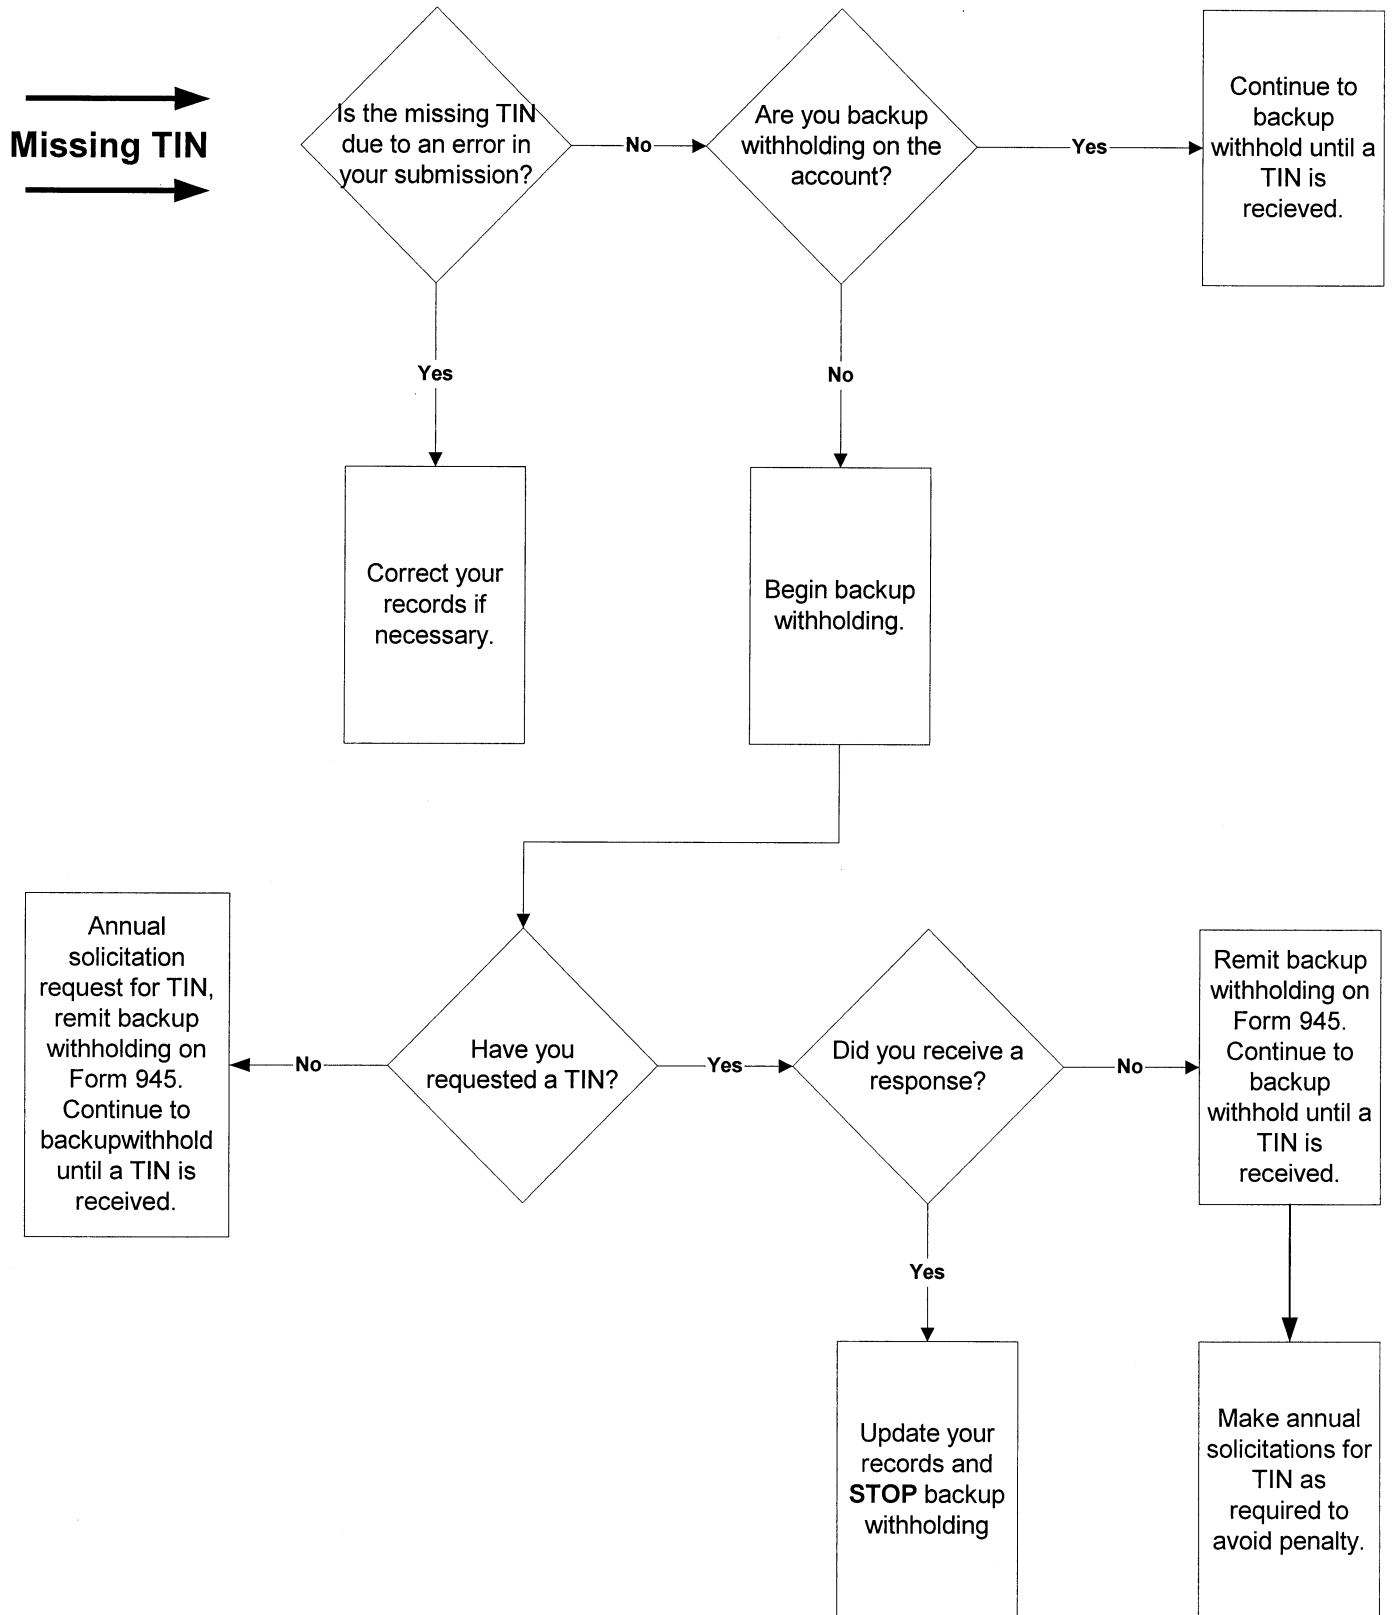 Missing TIN
Is the missing TIN
due to an error in
your submission?
No
Are you backup
withholding on the
account?
Yes
Continue to
backup
withhold until a
TIN is
recieved.
Yes
No
Correct your
records if
necessary.
Begin backup
withholding.
Annual
solicitation
request for TIN,
remit backup
withholding on
Form 945.
Continue to
backupwithhold
until a TIN is
received.
No
Have you
requested a TIN?
Yes
Did you receive a
response?
No
Remit backup
withholding on
Form 945.
Continue to
backup
withhold until a
TIN is
received.
Yes
Update your
records and
STOP backup
withholding
Make annual
solicitations for
TIN as
required to
avoid penalty.